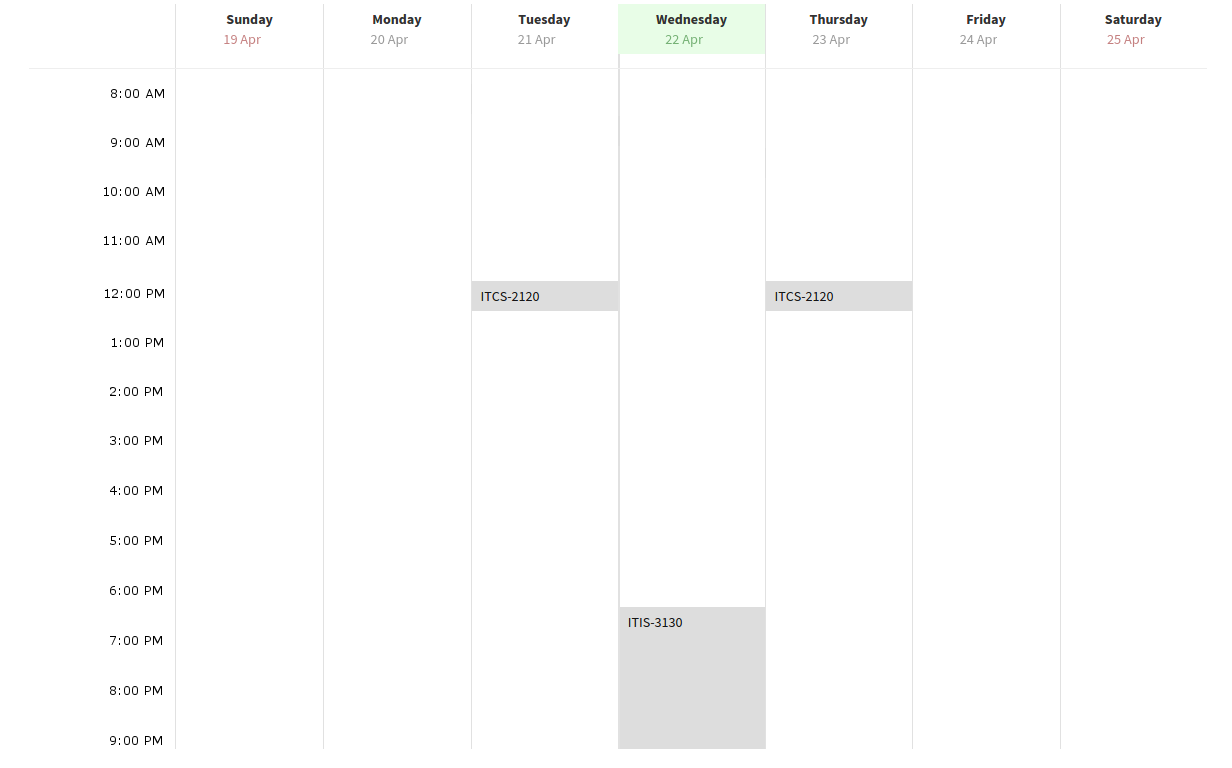 Sunday Monday Tuesday Wednesday Thursday Friday Saturday
19 Apr 20 Apr 21 Apr 22 Apr 23 Apr 24 Apr 25 Apr
8:00 AM
9:00 AM
10:00 AM
11:00 AM
12:00 PM ITCS-2120 ITCS-2120
1:00 PM
2:00 PM
3:00 PM
4:00 PM
5:00 PM
6:00 PM
ITIS-3130
7:00 PM
8:00 PM
9:00 PM